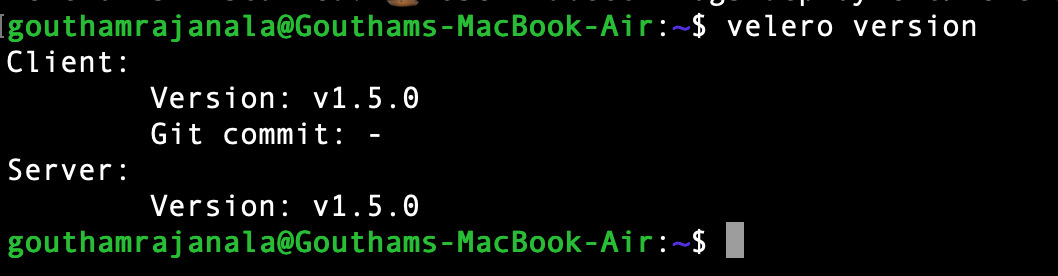 gouthamrajanala@Gouthams-MacBook-Air:~$ velero version
Client:
        Version: v1.5.0
        Git commit: -
Server:
        Version: v1.5.0
gouthamrajanala@Gouthams-MacBook-Air:~$